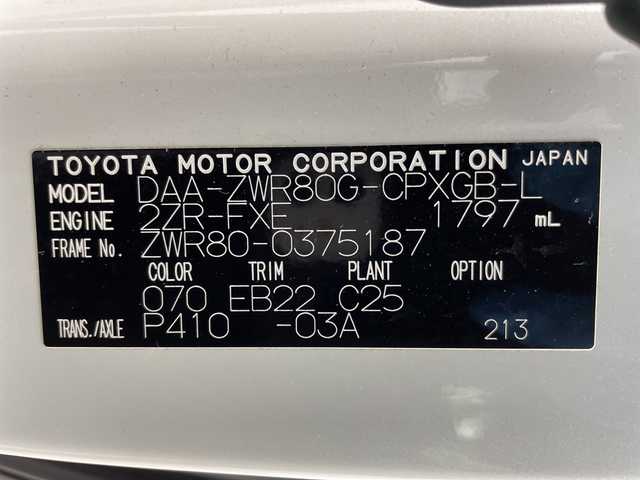 TOYOTA MOTOR CORPORATION JAPAN
MODEL DAA-ZWR80G-CPXGB-L
ENGINE 2ZR-FXE 1797 mL
FRAME No. ZWR80-0375187
COLOR TRIM PLANT OPTION
070 EB22 C25
TRANS./AXLE P410 -03A 213